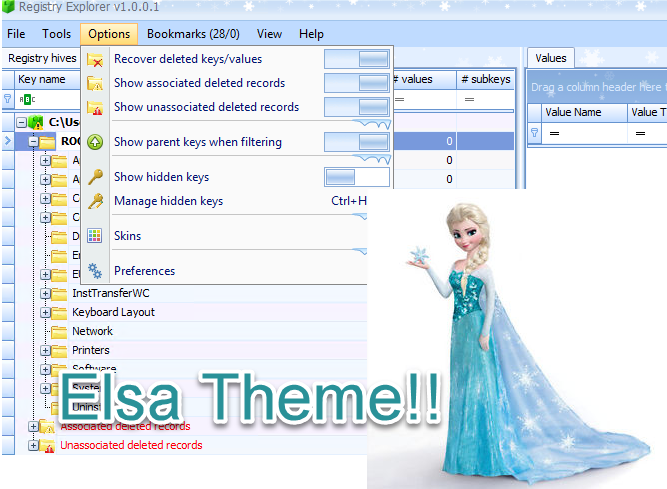 Registry Explorer v1.0.0.1
File Tools Options Bookmarks (28/0) View Help
Registry hives
Key name
# values # subkeys
ABC
= =
Recover deleted keys/values
Show associated deleted records
Show unassociated deleted records
Show parent keys when filtering
Show hidden keys
Manage hidden keys Ctrl+H
Skins
Preferences
Values
Drag a column header here t
Value Name Value T
= =
C:\Use
ROO
0
0
0
InstTransferWC
Keyboard Layout
Network
Printers
Software
Syste
Unins
Associated deleted records
Unassociated deleted records
Elsa Theme!!